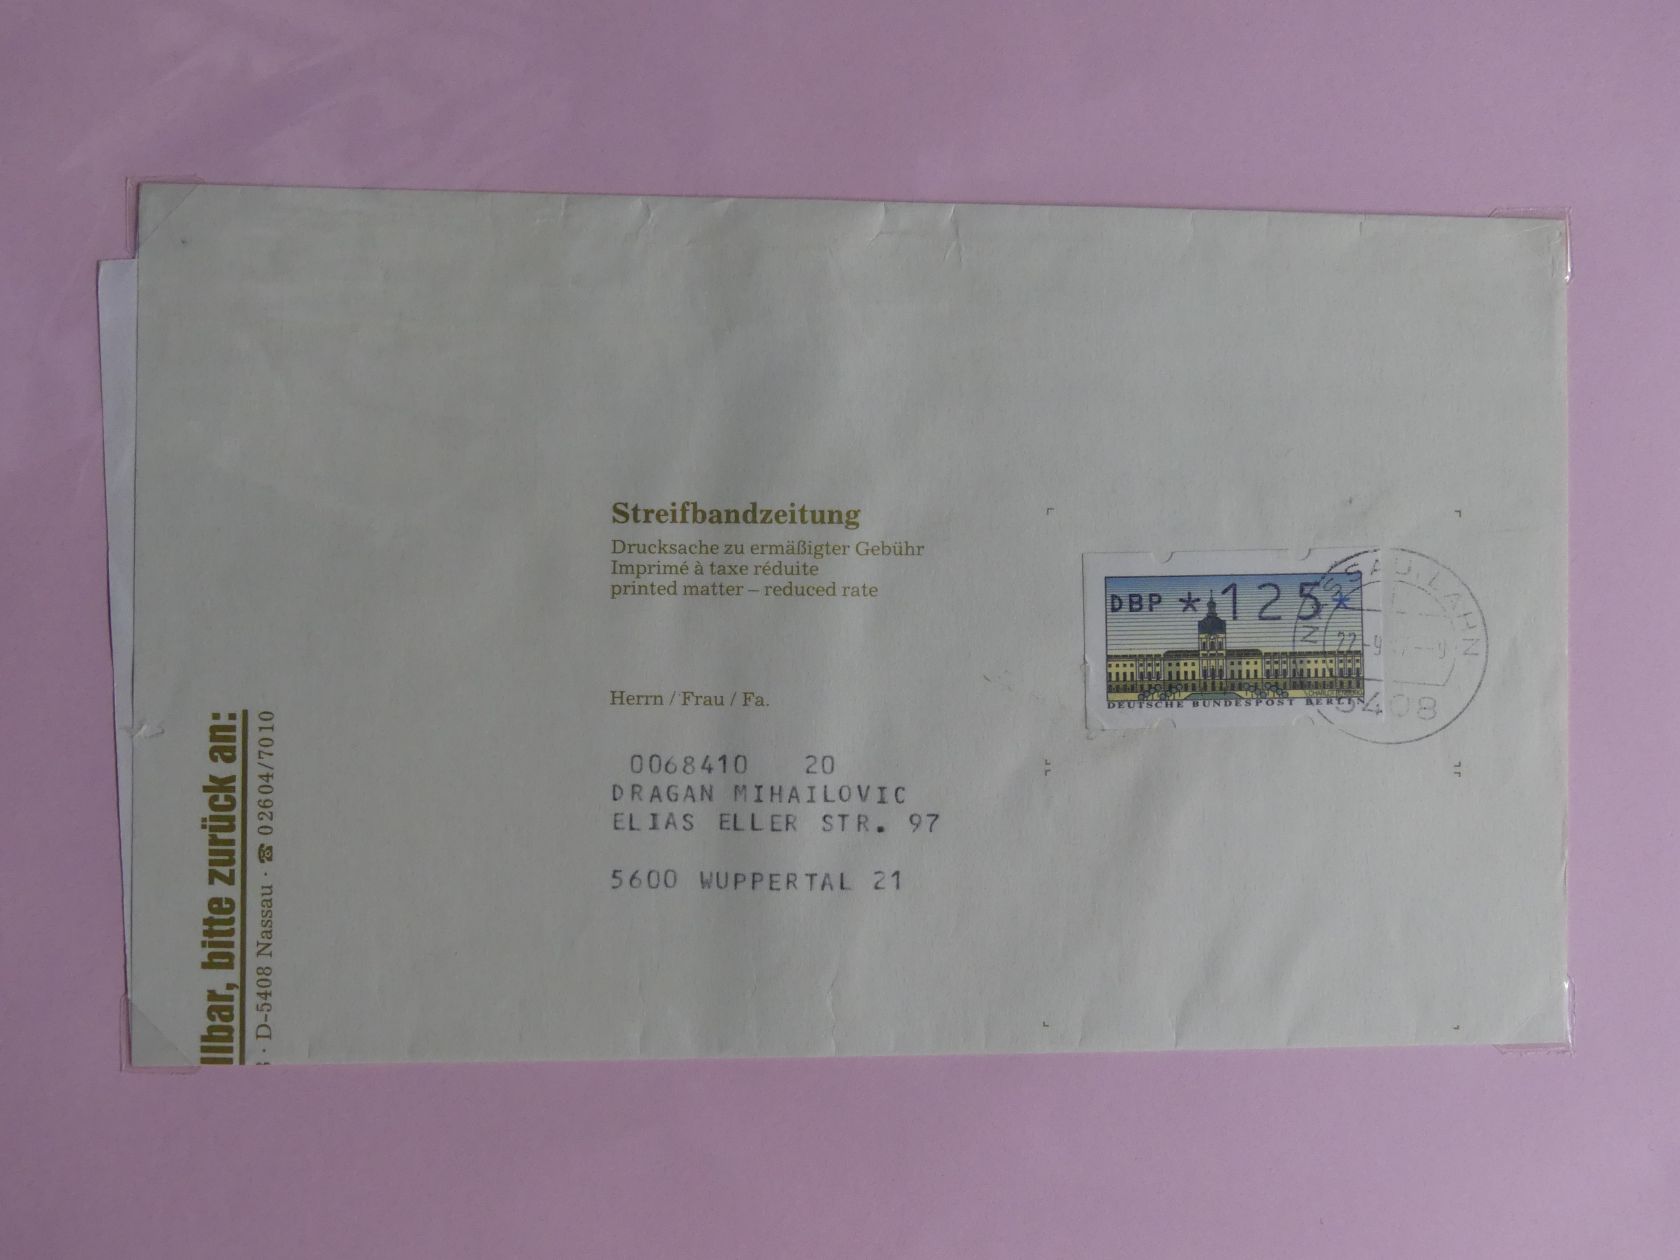 Streifbandzeitung
Drucksache zu ermäßigter Gebühr
Imprimé à taxe réduite
printed matter – reduced rate
DBP *125*
DEUTSCHE BUNDESPOST BERLIN
NASSAU, LAHN
5408
Herrn / Frau / Fa.
0068410 20
DRAGAN MIHAILOVIC
ELIAS ELLER STR. 97
5600 WUPPERTAL 21
llbar, bitte zurück an:
· D-5408 Nassau · ☎ 02604/7010